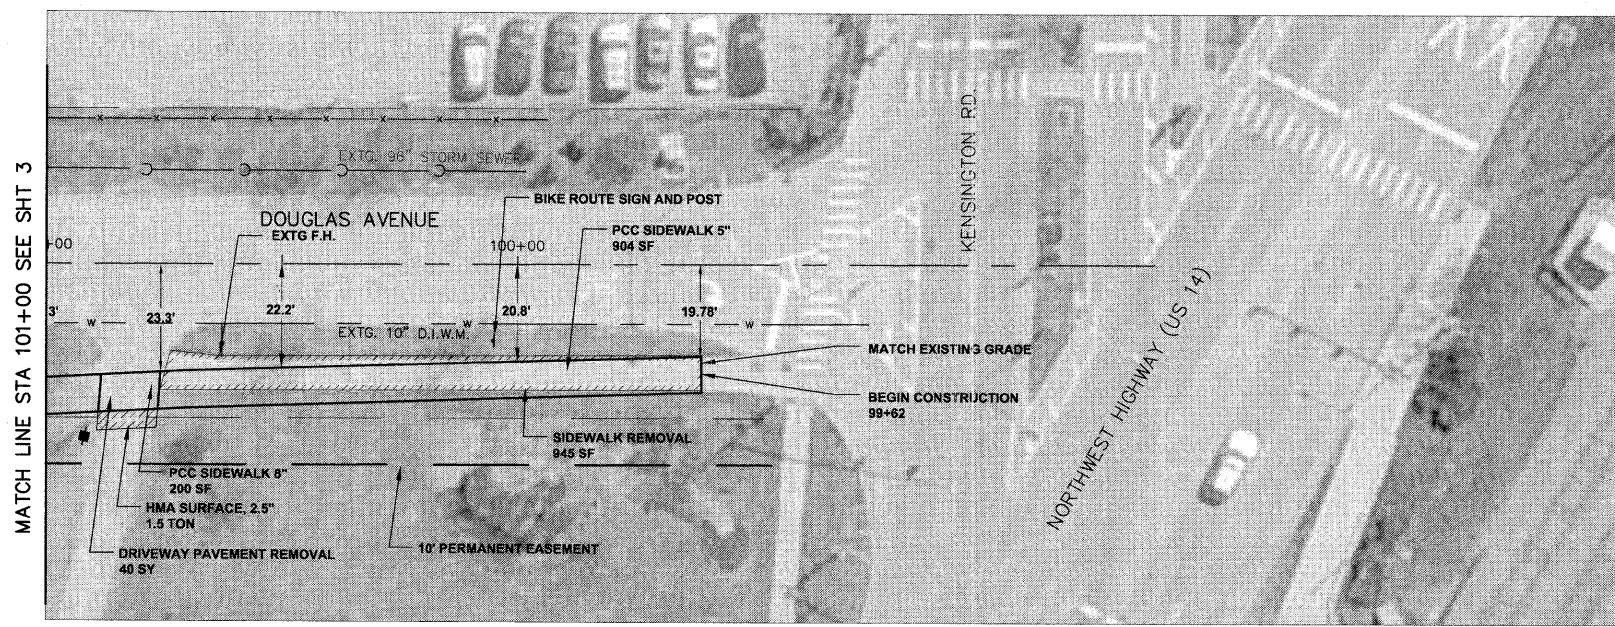 MATCH LINE STA 101+00 SEE SHT 3
EXTG. 96" STORM SEWER
BIKE ROUTE SIGN AND POST
DOUGLAS AVENUE
EXTG F.H.
PCC SIDEWALK 5"
904 SF
+00
100+00
KENSINGTON RD.
3'
23.3'
22.2'
20.8'
19.78'
W
W
W
EXTG. 10" D.I.W.M.
MATCH EXISTING GRADE
BEGIN CONSTRUCTION
99+62
NORTHWEST HIGHWAY (US 14)
SIDEWALK REMOVAL
945 SF
PCC SIDEWALK 8"
200 SF
HMA SURFACE, 2.5"
1.5 TON
DRIVEWAY PAVEMENT REMOVAL
40 SY
10' PERMANENT EASEMENT